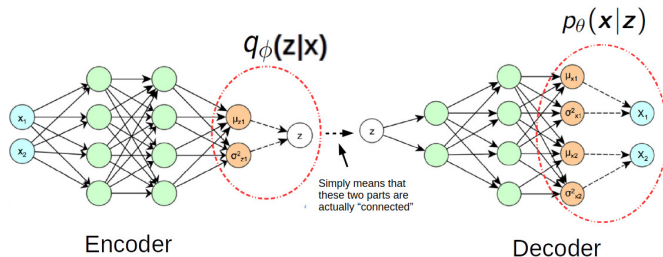 qϕ(z|x)
pθ(x|z)
x₁
x₂
μz1
σ²z1
z
z
μx1
σ²x1
μx2
σ²x2
X₁
X₂
Simply means that
these two parts are
actually “connected”
Encoder
Decoder